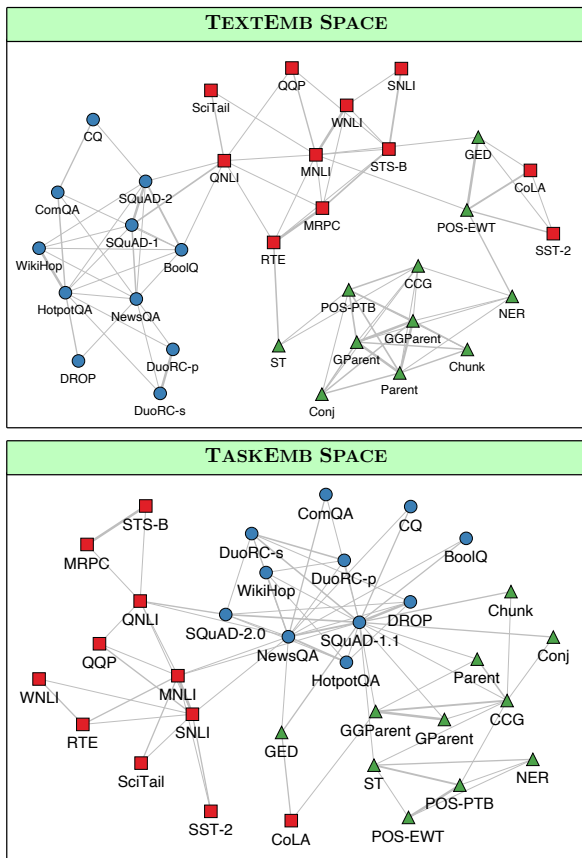 TEXTEMB SPACE
QQP
SNLI
SciTail
WNLI
CQ
STS-B
GED
QNLI
MNLI
CoLA
ComQA
SQuAD-2
MRPC
POS-EWT
SQuAD-1
SST-2
WikiHop
BoolQ
RTE
CCG
HotpotQA
NewsQA
POS-PTB
NER
GGParent
DuoRC-p
ST
GParent
Chunk
DROP
Parent
DuoRC-s
Conj
TASKEMB SPACE
ComQA
STS-B
CQ
DuoRC-s
BoolQ
MRPC
DuoRC-p
WikiHop
Chunk
QNLI
DROP
SQuAD-2.0
SQuAD-1.1
NewsQA
Conj
QQP
HotpotQA
Parent
MNLI
WNLI
CCG
SNLI
GGParent
GParent
RTE
GED
SciTail
ST
NER
POS-PTB
SST-2
CoLA
POS-EWT